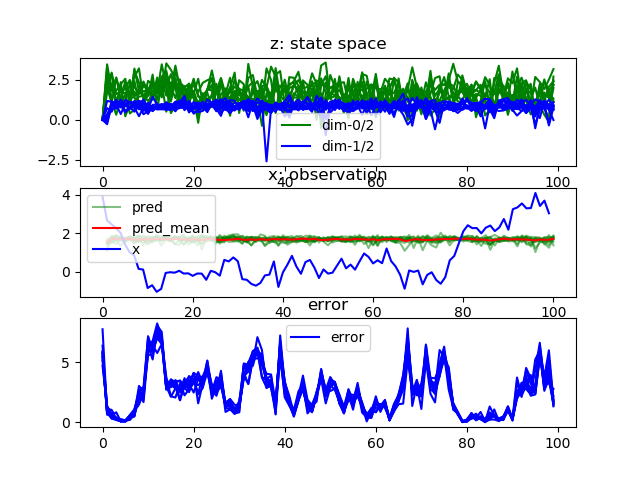 z: state space
2.5
0.0
−2.5
dim-0/2
dim-1/2
0 20 40 60 80 100
x: observation
4
2
0
pred
pred_mean
x
0 20 40 60 80 100
error
5
0
error
0 20 40 60 80 100